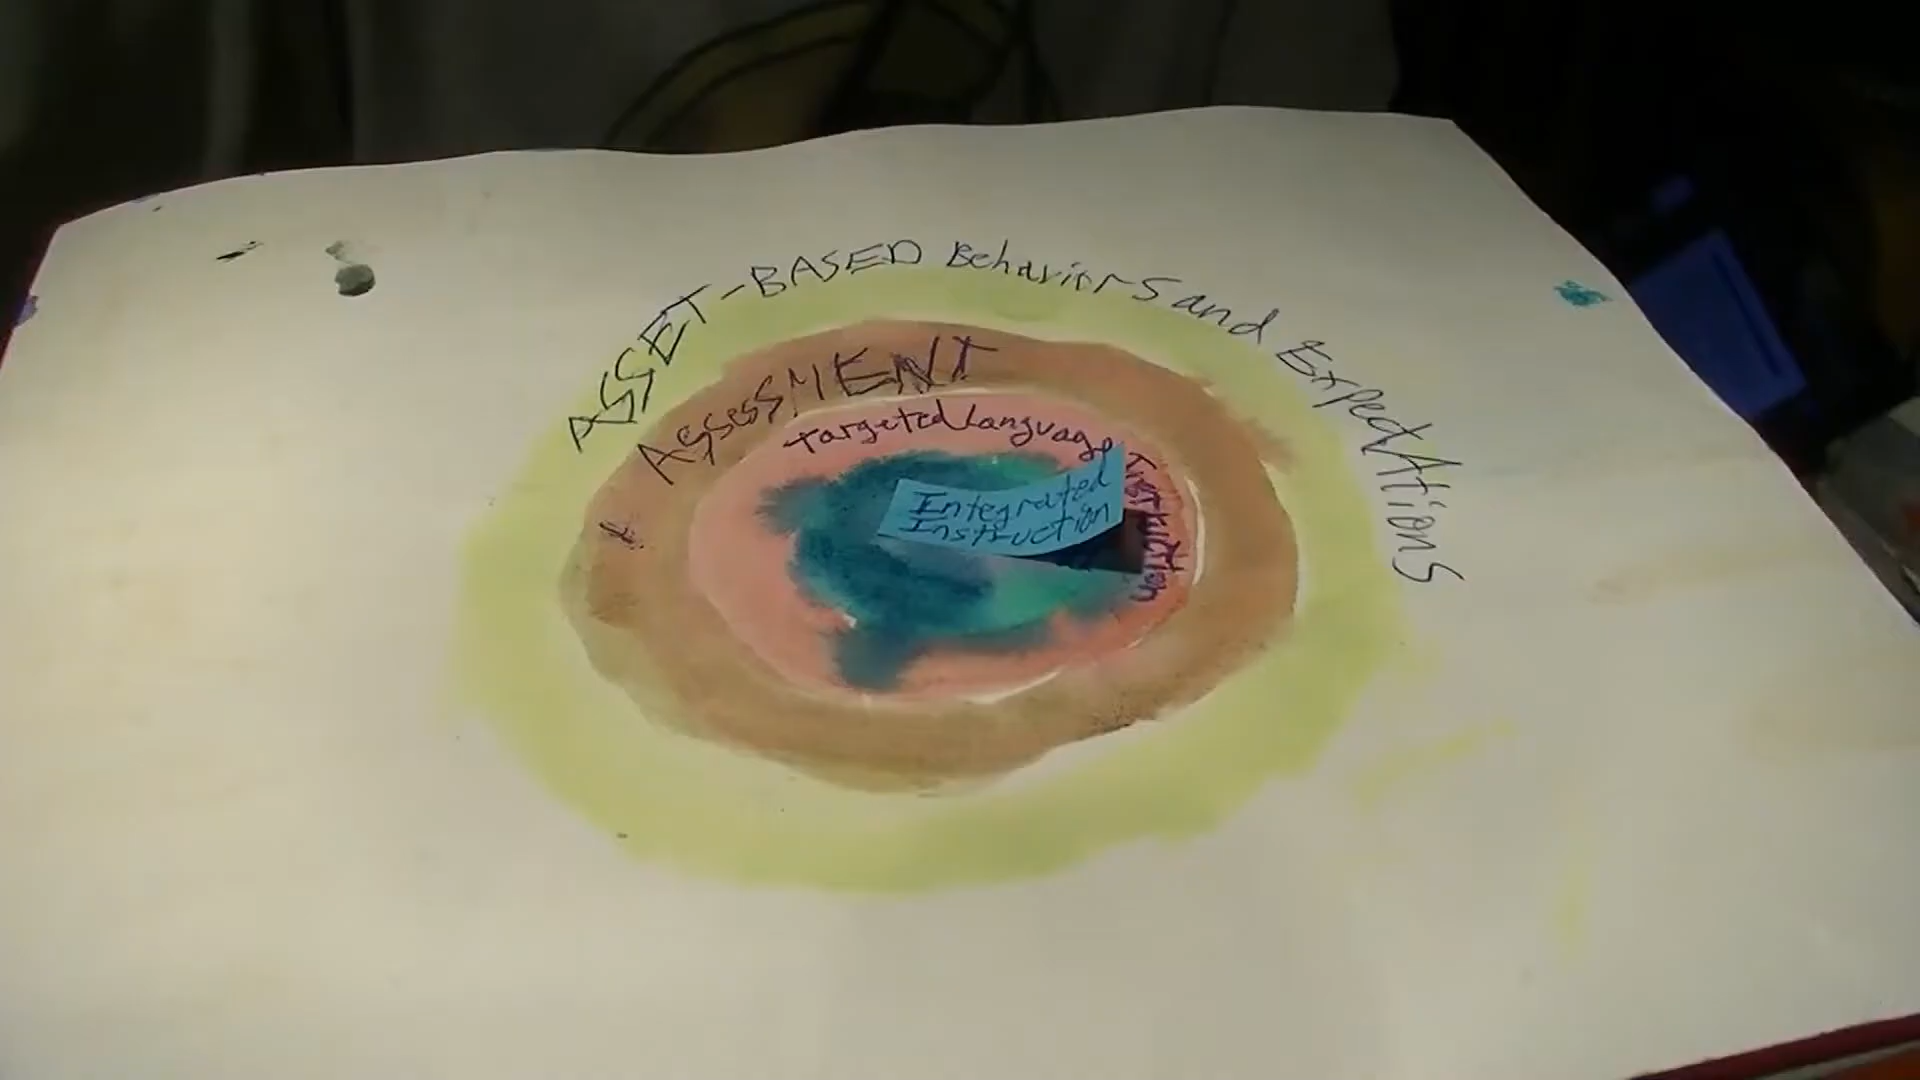 ASSET-BASED Behaviors and ExpectAtionS
AssessMENT
Targeted Language Instruction
Integrated
Instruction